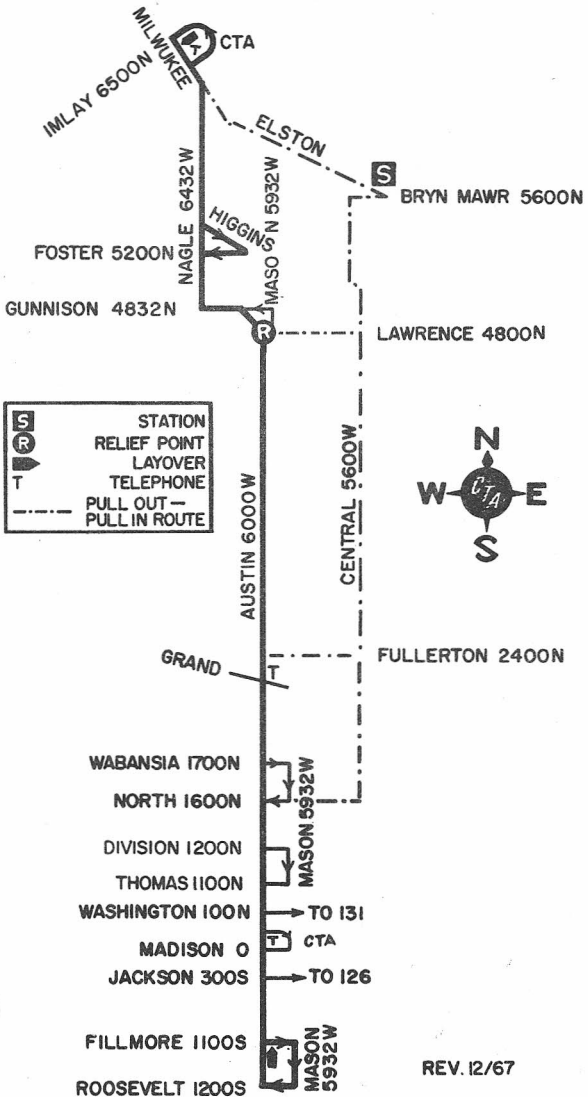 MILWUKEE
CTA
T
IMLAY 6500N
ELSTON
S
BRYN MAWR 5600N
NAGLE 6432W
HIGGINS
MASON 5932W
FOSTER 5200N
GUNNISON 4832N
R
LAWRENCE 4800N
S STATION
R RELIEF POINT
LAYOVER
T TELEPHONE
PULL OUT—
PULL IN ROUTE
N
W CTA E
S
AUSTIN 6000W
CENTRAL 5600W
GRAND
T
FULLERTON 2400N
WABANSIA 1700N
NORTH 1600N
MASON 5932W
DIVISION 1200N
THOMAS 1100N
WASHINGTON 100N TO 131
MADISON 0 T CTA
JACKSON 300S TO 126
FILLMORE 1100S
MASON
5932W
ROOSEVELT 1200S
REV. 12/67